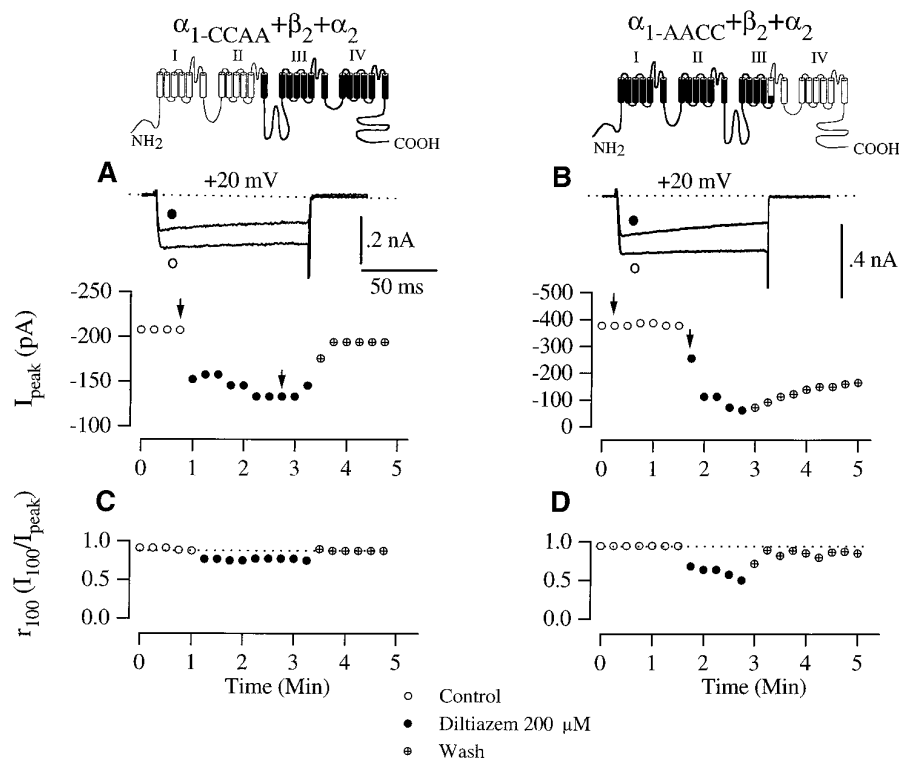 α1-CCAA+β2+α2
I II III IV
NH2
COOH
α1-AACC+β2+α2
I II III IV
NH2
COOH
A
+20 mV
.2 nA
50 ms
B
+20 mV
.4 nA
Ipeak (pA)
-250
-200
-150
-100
0 1 2 3 4 5
-500
-400
-300
-200
-100
0
0 1 2 3 4 5
C
r100 (I100/Ipeak)
1.0
0.5
0.0
0 1 2 3 4 5
Time (Min)
D
1.0
0.5
0.0
0 1 2 3 4 5
Time (Min)
Control
Diltiazem 200 µM
Wash